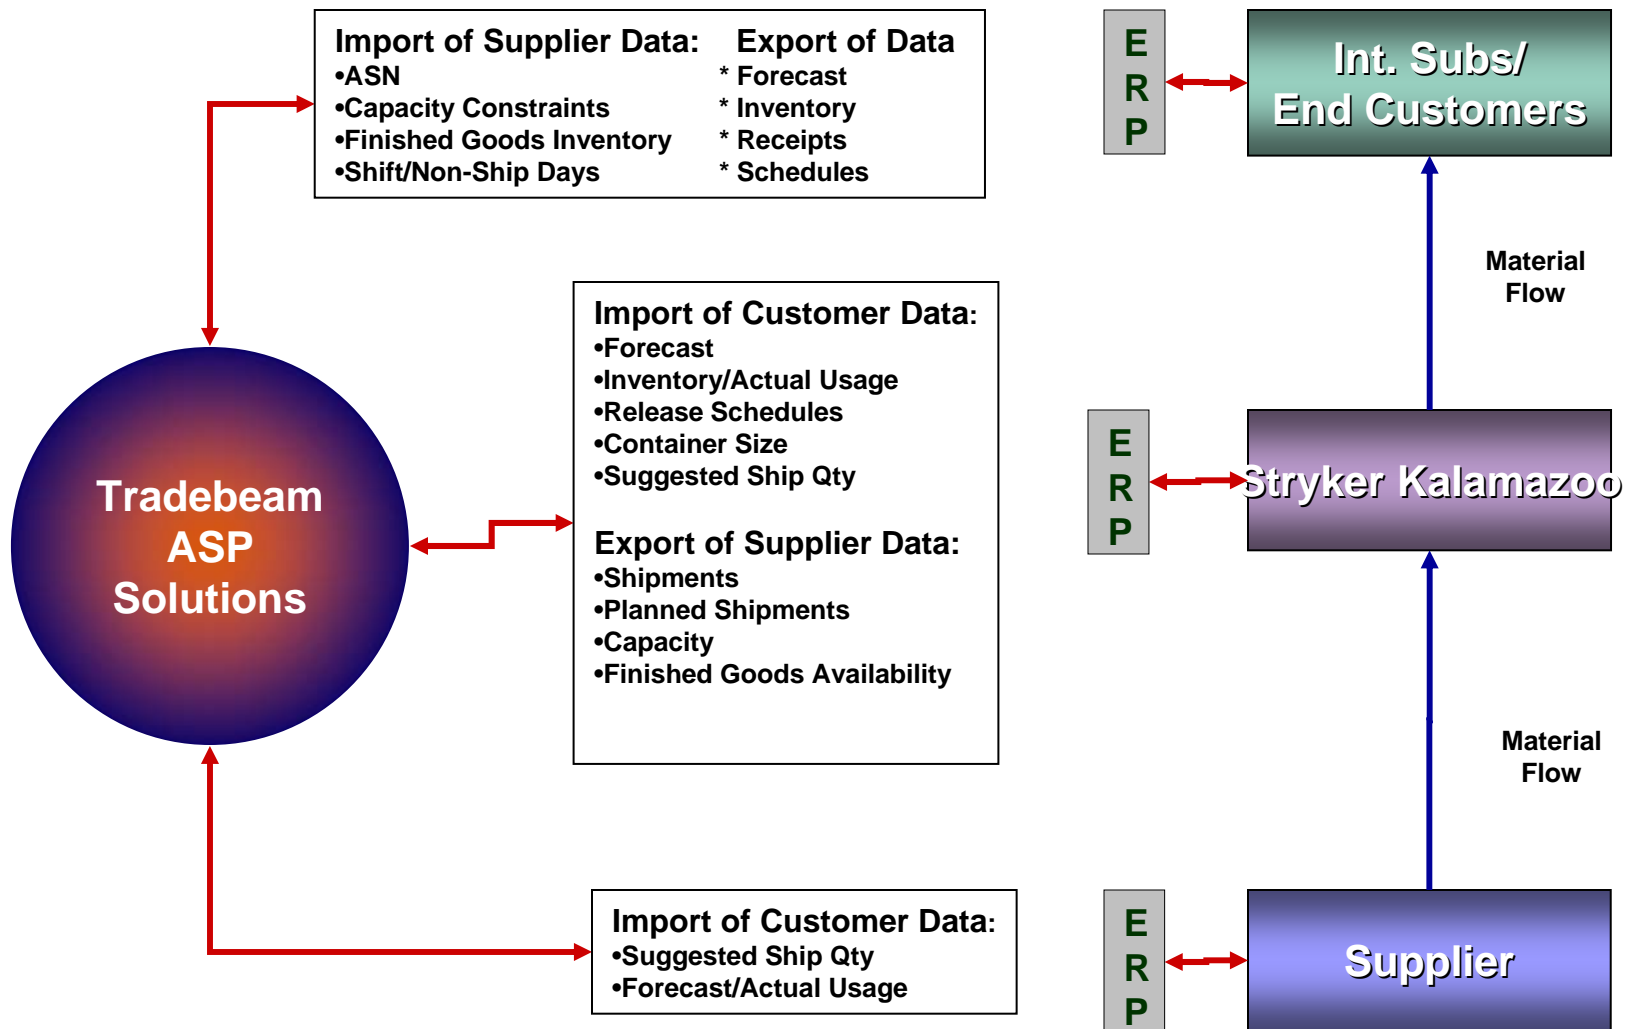 Import of Supplier Data: Export of Data
•ASN * Forecast
•Capacity Constraints * Inventory
•Finished Goods Inventory * Receipts
•Shift/Non-Ship Days * Schedules
E
R
P
Int. Subs/
End Customers
Material
Flow
Import of Customer Data:
•Forecast
•Inventory/Actual Usage
•Release Schedules
•Container Size
•Suggested Ship Qty
Export of Supplier Data:
•Shipments
•Planned Shipments
•Capacity
•Finished Goods Availability
E
R
P
Stryker Kalamazoo
Tradebeam
ASP
Solutions
Material
Flow
Import of Customer Data:
•Suggested Ship Qty
•Forecast/Actual Usage
E
R
P
Supplier